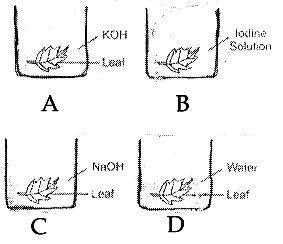 KOH
Leaf
A
Iodine
Solution
B
NaOH
Leaf
C
Water
Leaf
D